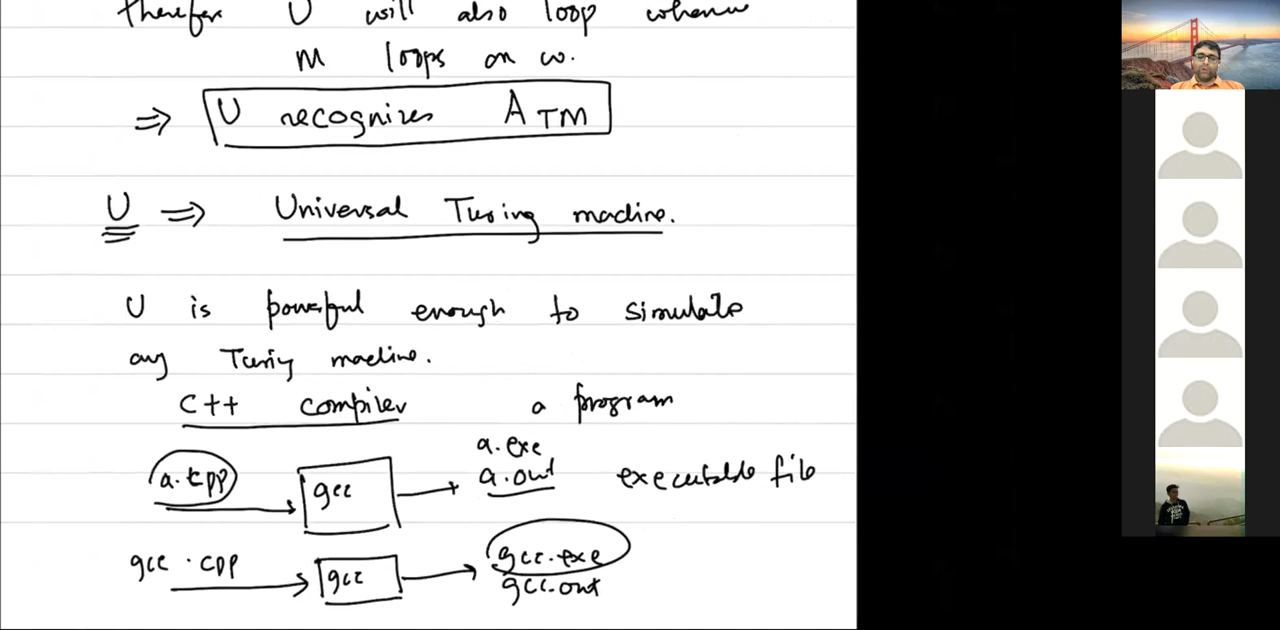 therefore U will also loop whenever
M loops on w.
⇒ U recognizes A TM
U ⇒ Universal Turing machine.
U is powerful enough to simulate
any Turing machine.
C++ compiler a program
a.exe
a.cpp gcc a.out executable file
gcc.cpp gcc gcc.exe
gcc.out